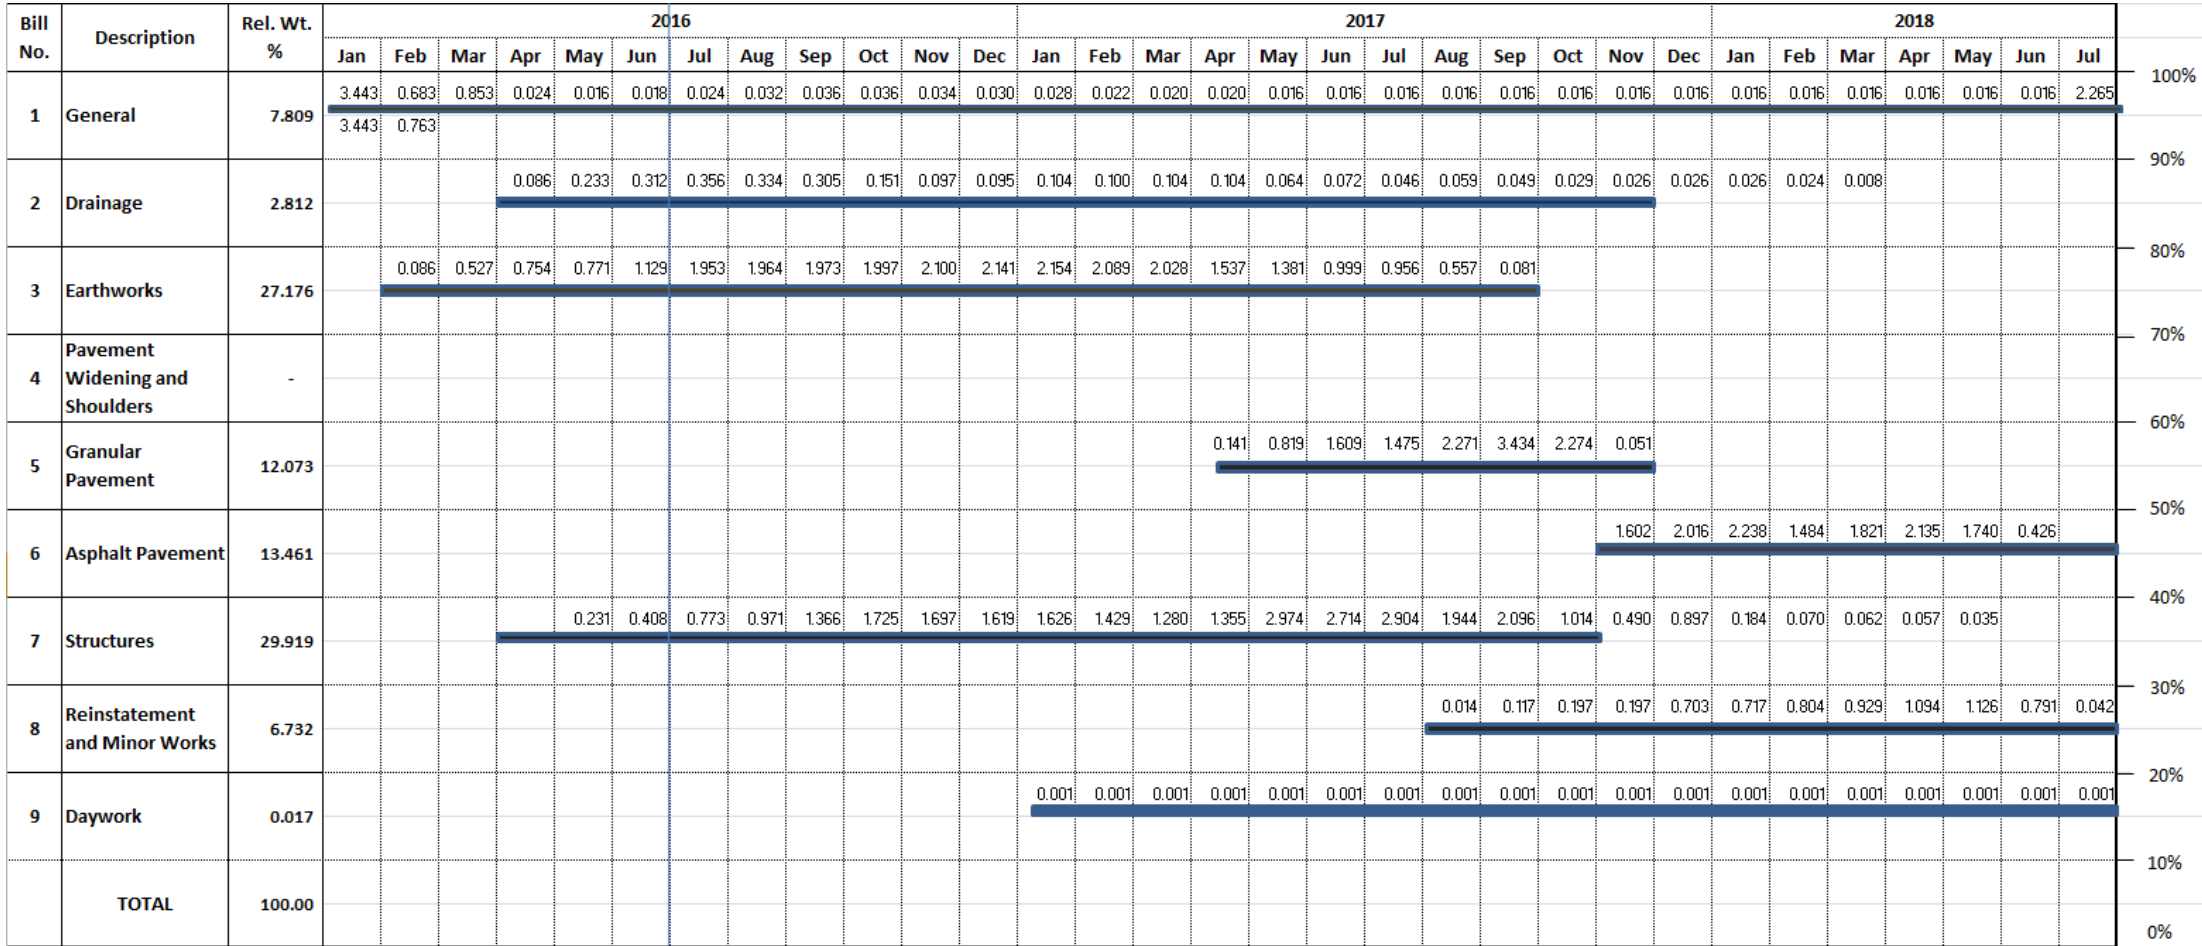 Bill No. Description Rel. Wt. % 2016 2017 2018
Jan Feb Mar Apr May Jun Jul Aug Sep Oct Nov Dec Jan Feb Mar Apr May Jun Jul Aug Sep Oct Nov Dec Jan Feb Mar Apr May Jun Jul
100%
3.443 0.683 0.853 0.024 0.016 0.018 0.024 0.032 0.036 0.036 0.034 0.030 0.028 0.022 0.020 0.020 0.016 0.016 0.016 0.016 0.016 0.016 0.016 0.016 0.016 0.016 0.016 0.016 0.016 0.016 2.265
1 General 7.809
3.443 0.763
90%
0.086 0.233 0.312 0.356 0.334 0.305 0.151 0.097 0.095 0.104 0.100 0.104 0.104 0.064 0.072 0.046 0.059 0.049 0.029 0.026 0.026 0.026 0.024 0.008
2 Drainage 2.812
80%
0.086 0.527 0.754 0.771 1.129 1.953 1.964 1.973 1.997 2.100 2.141 2.154 2.089 2.028 1.537 1.381 0.999 0.956 0.557 0.081
3 Earthworks 27.176
70%
Pavement
4 Widening and -
Shoulders
60%
0.141 0.819 1.609 1.475 2.271 3.434 2.274 0.051
Granular
5 Pavement 12.073
50%
1.602 2.016 2.238 1.484 1.821 2.135 1.740 0.426
6 Asphalt Pavement 13.461
40%
0.231 0.408 0.773 0.971 1.366 1.725 1.697 1.619 1.626 1.429 1.280 1.355 2.974 2.714 2.904 1.944 2.096 1.014 0.490 0.897 0.184 0.070 0.062 0.057 0.035
7 Structures 29.919
30%
0.014 0.117 0.197 0.197 0.703 0.717 0.804 0.929 1.094 1.126 0.791 0.042
Reinstatement
8 and Minor Works 6.732
20%
0.001 0.001 0.001 0.001 0.001 0.001 0.001 0.001 0.001 0.001 0.001 0.001 0.001 0.001 0.001 0.001 0.001 0.001 0.001
9 Daywork 0.017
10%
TOTAL 100.00
0%